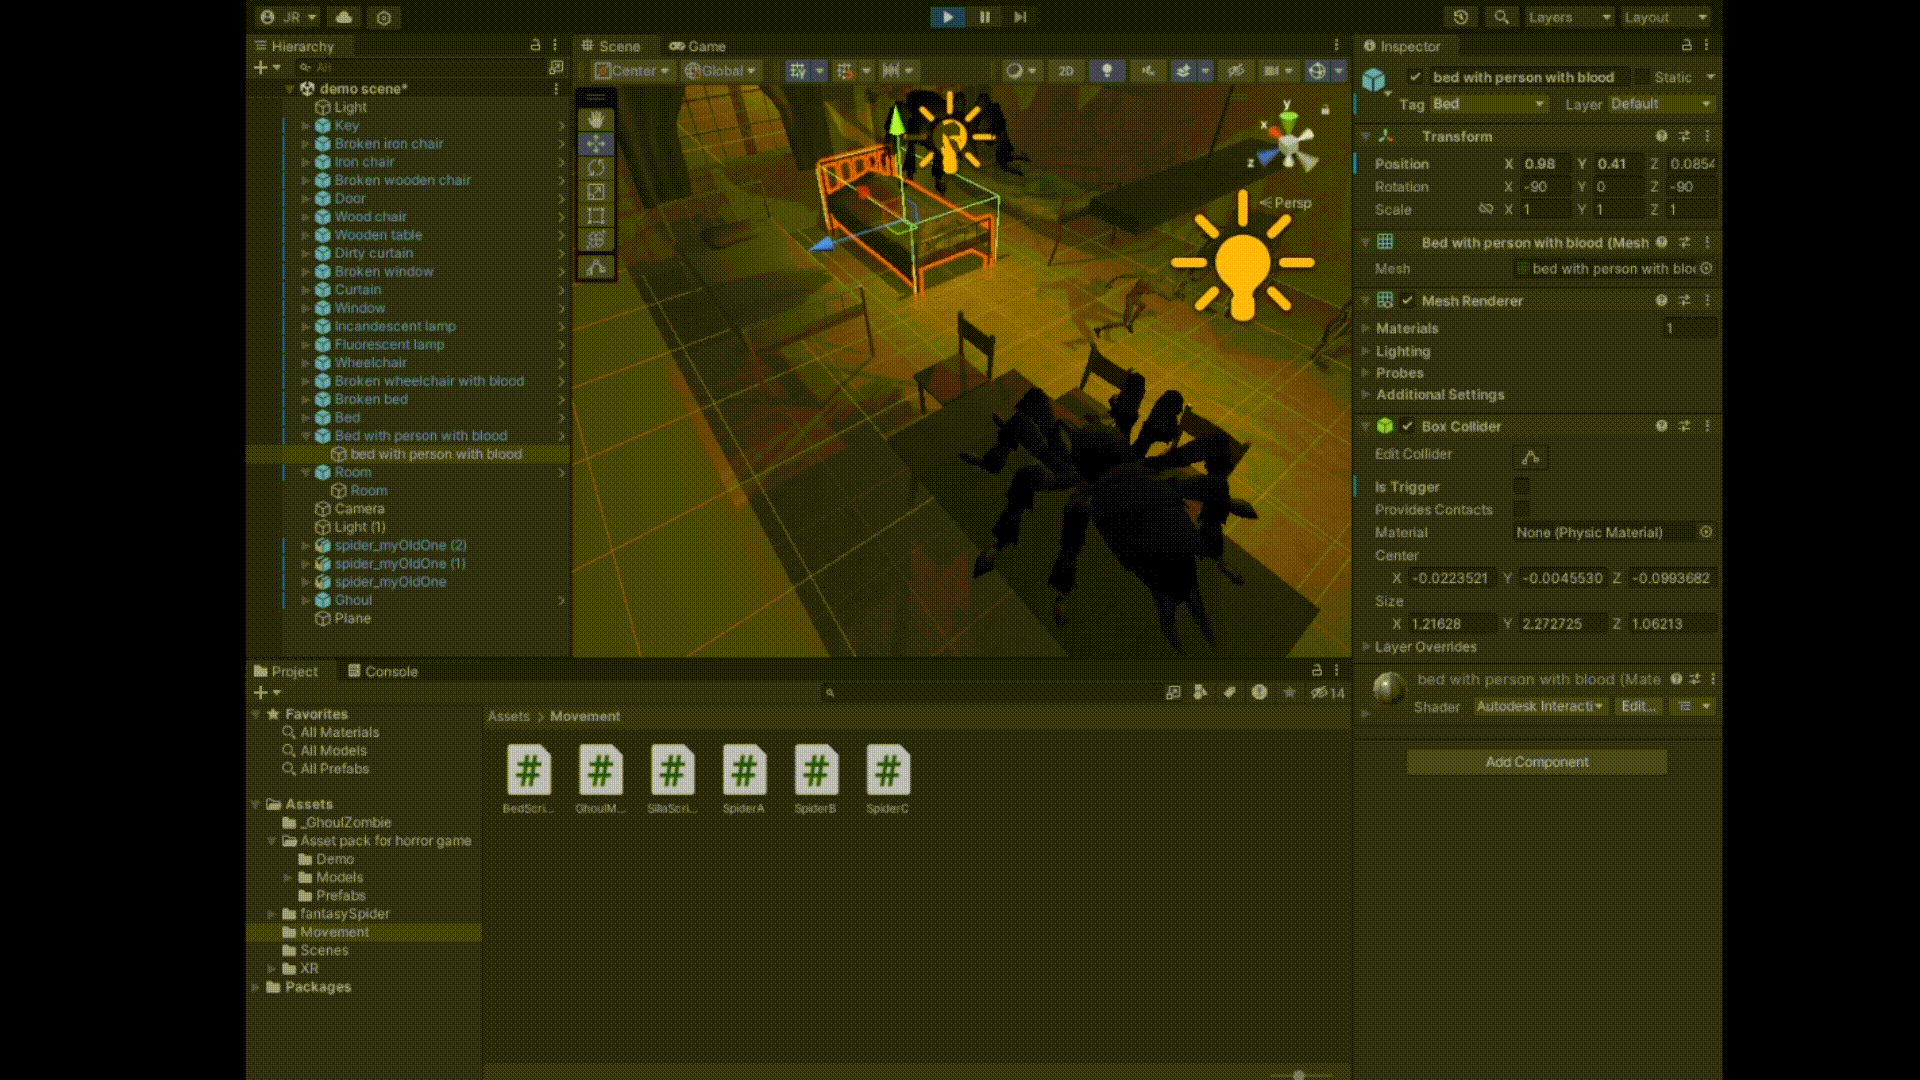 JR
Layers
Layout
Hierarchy
All
demo scene*
Light
Key
Broken iron chair
Iron chair
Broken wooden chair
Door
Wood chair
Wooden table
Dirty curtain
Broken window
Curtain
Window
Incandescent lamp
Fluorescent lamp
Wheelchair
Broken wheelchair with blood
Broken bed
Bed
Bed with person with blood
bed with person with blood
Room
Room
Camera
Light (1)
spider_myOldOne (2)
spider_myOldOne (1)
spider_myOldOne
Ghoul
Plane
Scene
Game
Center
Global
2D
y
x
z
Persp
Inspector
bed with person with blood
Static
Tag Bed
Layer Default
Transform
Position X 0.98 Y 0.41 Z 0.0854
Rotation X -90 Y 0 Z -90
Scale X 1 Y 1 Z 1
Bed with person with blood (Mesh
Mesh bed with person with bloo
Mesh Renderer
Materials 1
Lighting
Probes
Additional Settings
Box Collider
Edit Collider
Is Trigger
Provides Contacts
Material None (Physic Material)
Center
X -0.0223521 Y -0.0045530 Z -0.0993682
Size
X 1.21628 Y 2.272725 Z 1.06213
Layer Overrides
bed with person with blood (Mate
Shader Autodesk Interacti Edit...
Add Component
Project
Console
14
Favorites
All Materials
All Models
All Prefabs
Assets
_GhoulZombie
Asset pack for horror game
Demo
Models
Prefabs
fantasySpider
Movement
Scenes
XR
Packages
Assets > Movement
BedScri...
GhoulM...
SillaScri...
SpiderA
SpiderB
SpiderC